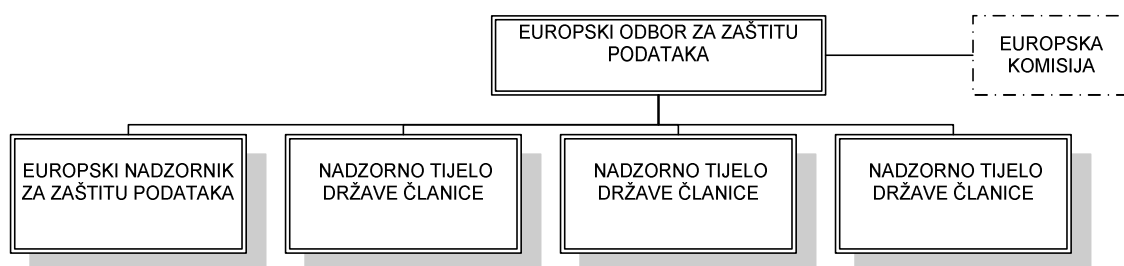 EUROPSKI ODBOR ZA ZAŠTITU
PODATAKA
EUROPSKA
KOMISIJA
EUROPSKI NADZORNIK
ZA ZAŠTITU PODATAKA
NADZORNO TIJELO
DRŽAVE ČLANICE
NADZORNO TIJELO
DRŽAVE ČLANICE
NADZORNO TIJELO
DRŽAVE ČLANICE